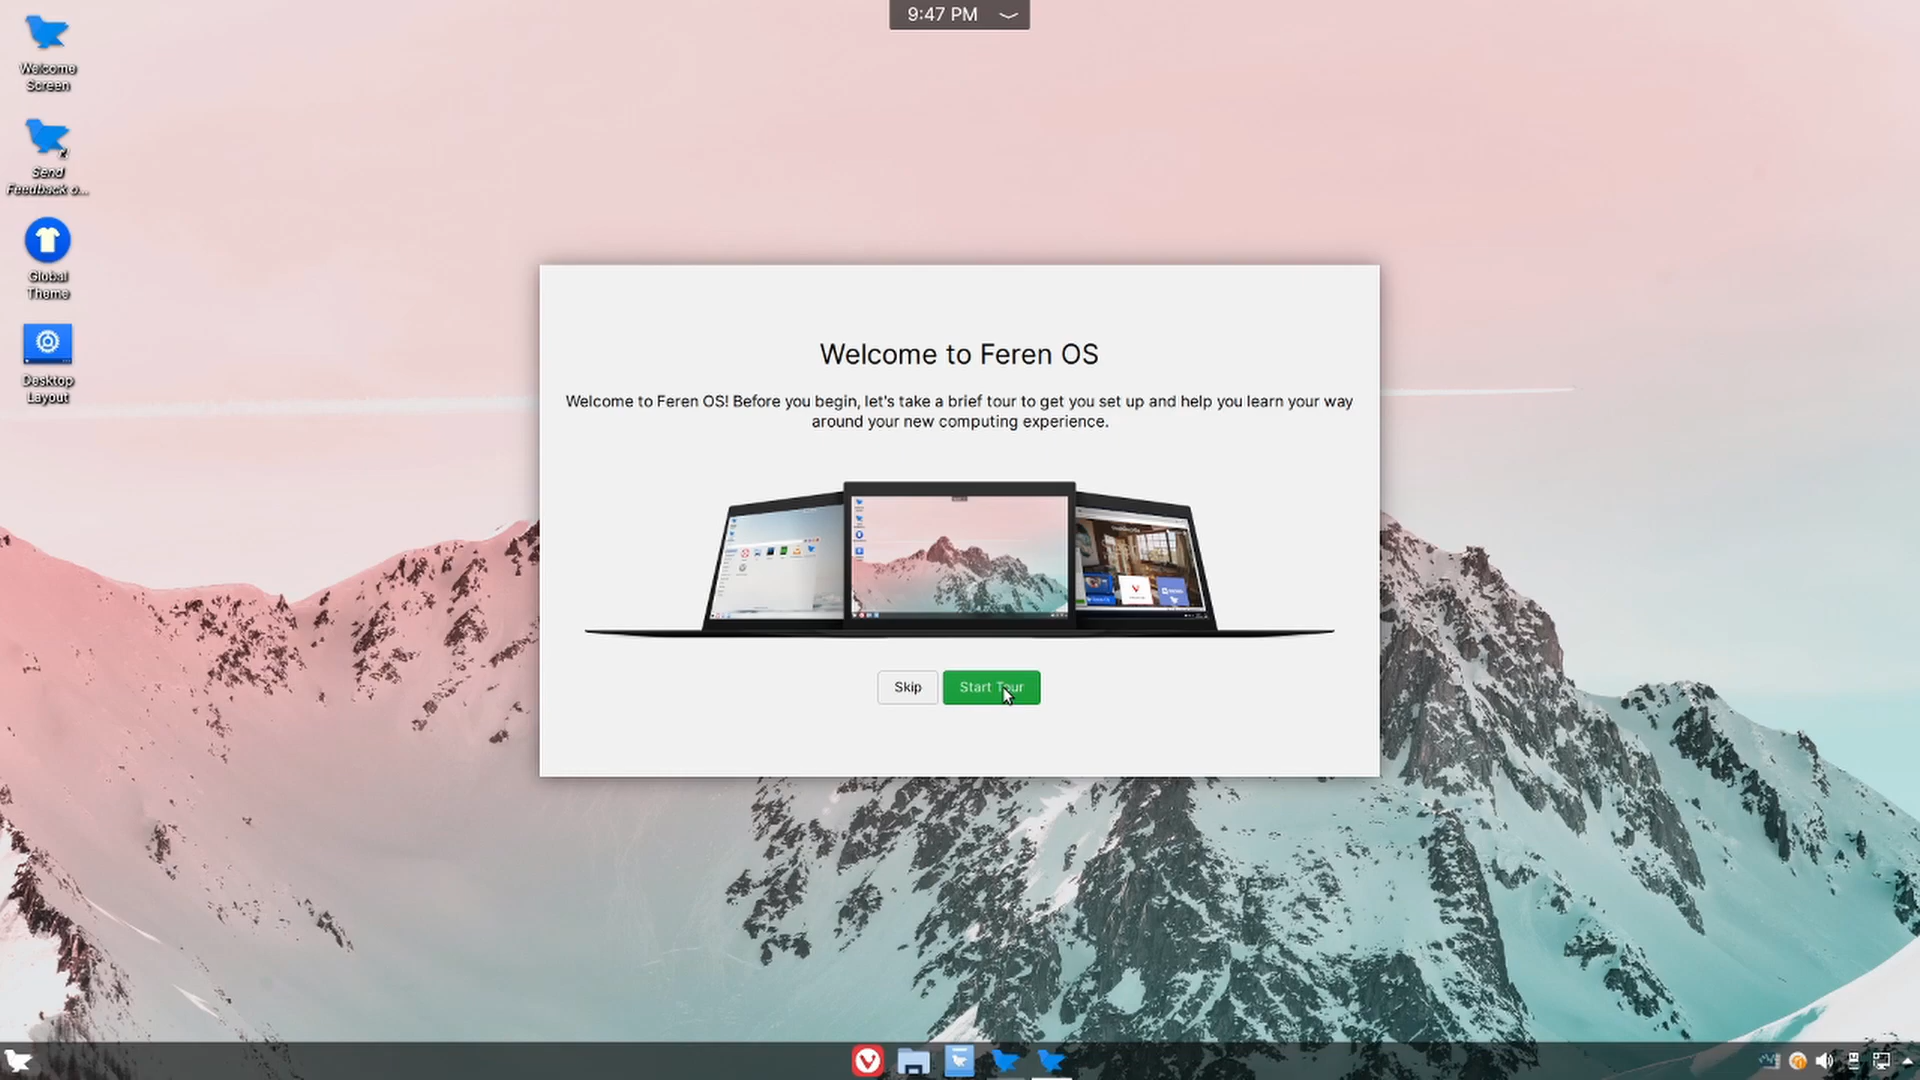 9:47 PM
Welcome
Screen
Send
Feedback o...
Global
Theme
Desktop
Layout
Welcome to Feren OS
Welcome to Feren OS! Before you begin, let's take a brief tour to get you set up and help you learn your way
around your new computing experience.
Skip
Start Tour